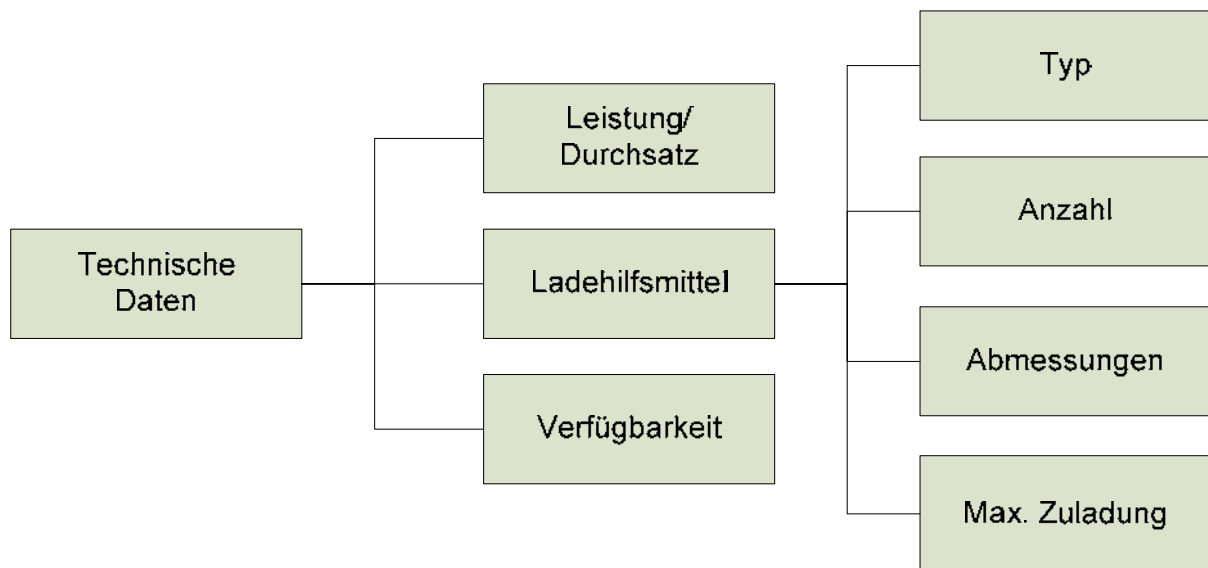 Technische
Daten
Leistung/
Durchsatz
Ladehilfsmittel
Verfügbarkeit
Typ
Anzahl
Abmessungen
Max. Zuladung